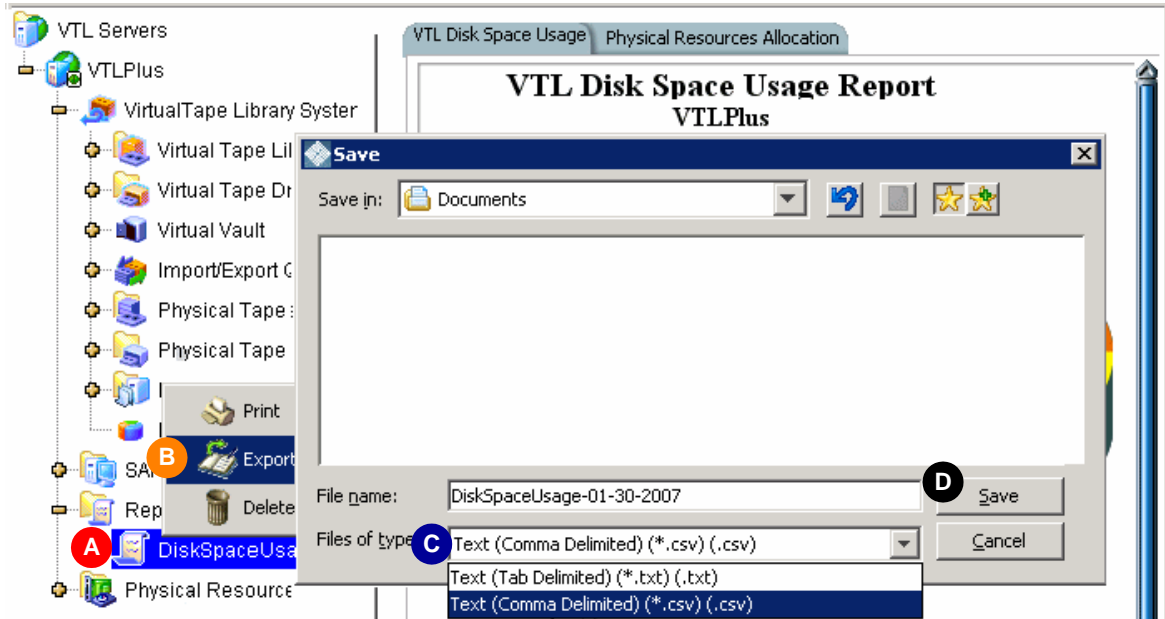 VTL Servers
VTLPlus
VirtualTape Library Syster
Virtual Tape Lil
Virtual Tape Dr
Virtual Vault
Import/Export
Physical Tape
Physical Tape
Print
Export
Delete
B
SA
Rep
A
DiskSpaceUsa
Physical Resource
VTL Disk Space Usage
Physical Resources Allocation
VTL Disk Space Usage Report
VTLPlus
Save
Save in:
Documents
File name:
DiskSpaceUsage-01-30-2007
D
Save
Files of type
C
Text (Comma Delimited) (*.csv) (.csv)
Cancel
Text (Tab Delimited) (*.txt) (.txt)
Text (Comma Delimited) (*.csv) (.csv)